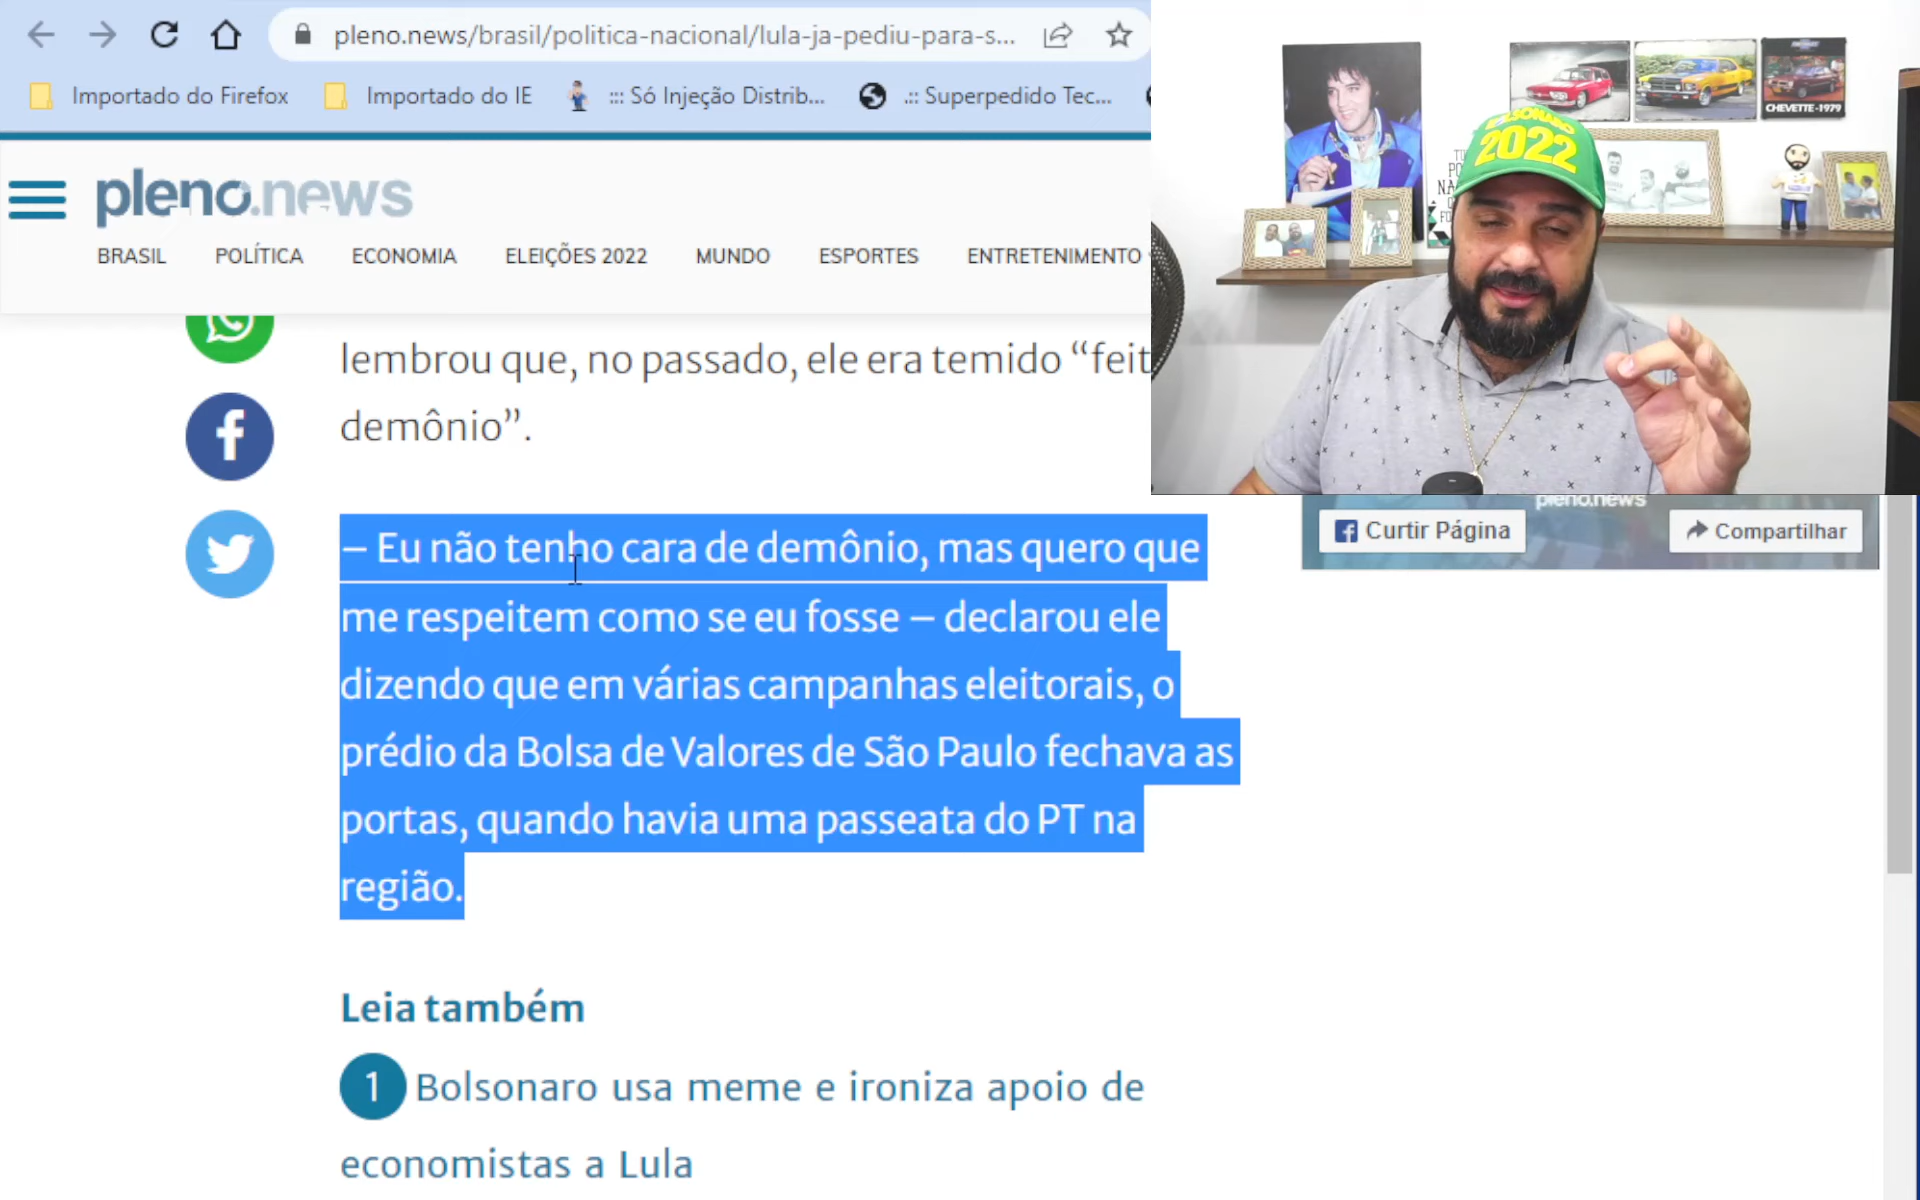 pleno.news/brasil/politica-nacional/lula-ja-pediu-para-s...
Importado do Firefox
Importado do IE
::: Só Injeção Distrib...
.:: Superpedido Tec...
pleno.news
BRASIL
POLÍTICA
ECONOMIA
ELEIÇÕES 2022
MUNDO
ESPORTES
ENTRETENIMENTO
CHEVETTE-1979
BOLSONARO
2022
lembrou que, no passado, ele era temido “feit
demônio”.
– Eu não tenho cara de demônio, mas quero que
me respeitem como se eu fosse – declarou ele
dizendo que em várias campanhas eleitorais, o
prédio da Bolsa de Valores de São Paulo fechava as
portas, quando havia uma passeata do PT na
região.
pleno.news
Curtir Página
Compartilhar
Leia também
1 Bolsonaro usa meme e ironiza apoio de
economistas a Lula